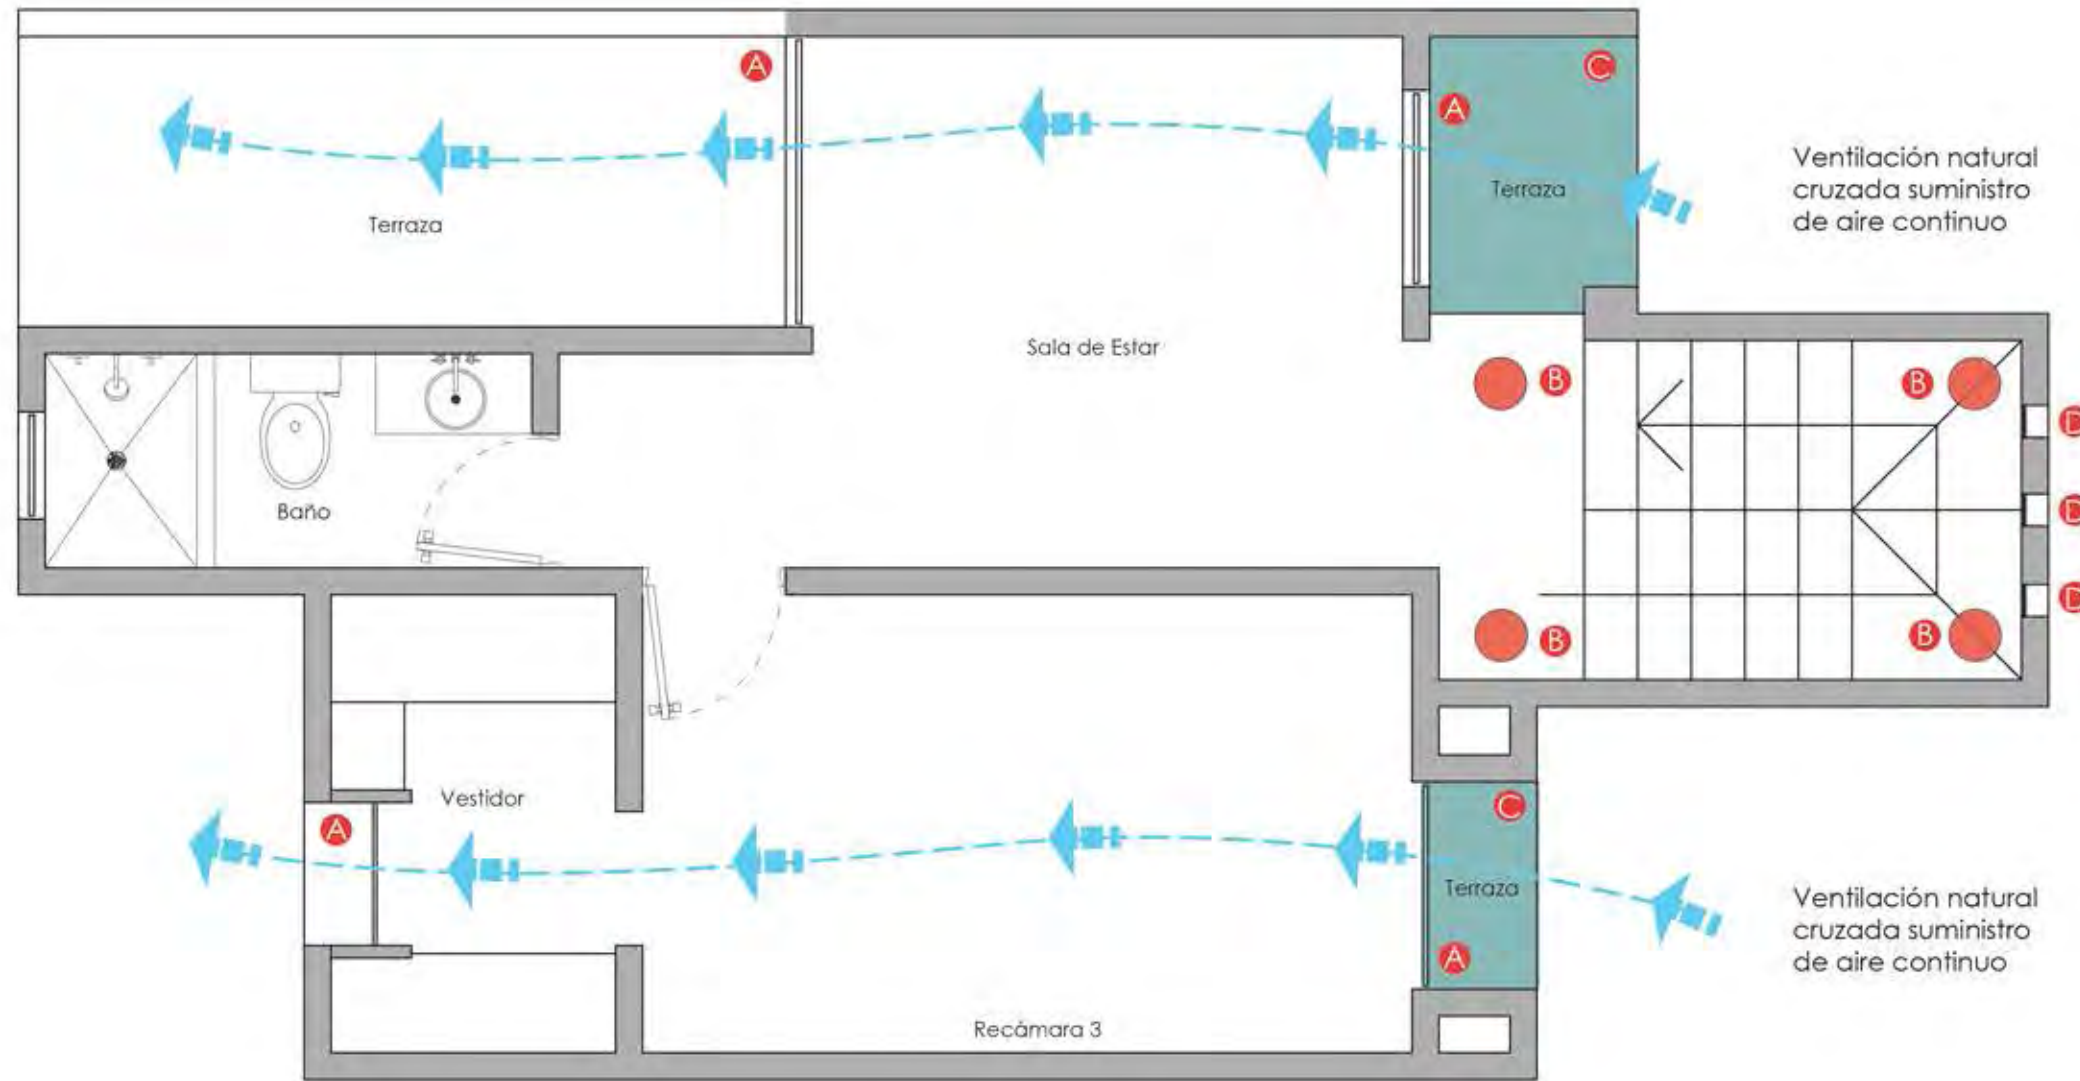 A
C
A
Terraza
Terraza
Ventilación natural
cruzada suministro
de aire continuo
Sala de Estar
B
B
D
Baño
D
D
B
B
Vestidor
A
C
Terraza
A
Ventilación natural
cruzada suministro
de aire continuo
Recámara 3